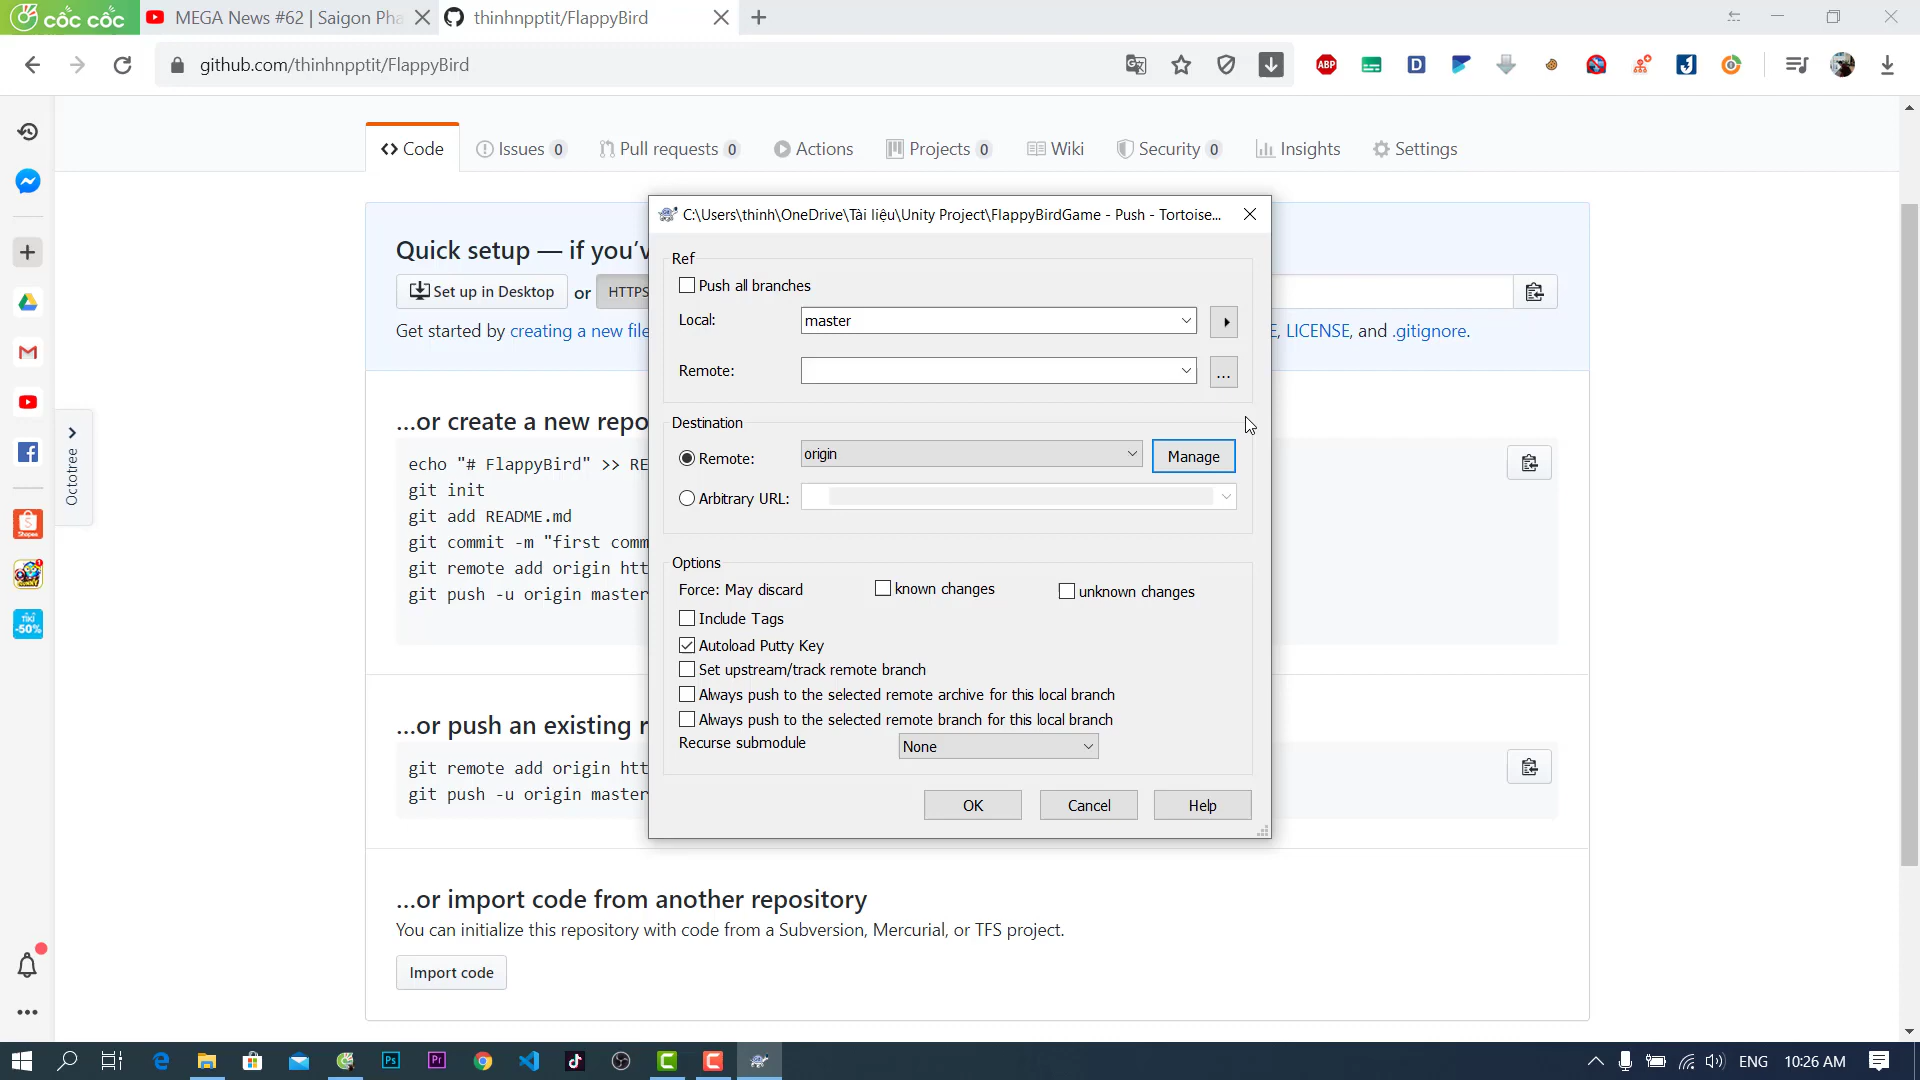 cốc cốc
MEGA News #62 | Saigon Pha
thinhnpptit/FlappyBird
github.com/thinhnpptit/FlappyBird
ABP
D
Code
Issues 0
Pull requests 0
Actions
Projects 0
Wiki
Security 0
Insights
Settings
Quick setup — if you'v
Set up in Desktop
or
HTTPS
Get started by creating a new file
E, LICENSE, and .gitignore.
Octotree
…or create a new repo
echo "# FlappyBird" >> RE
git init
git add README.md
git commit -m "first comm
git remote add origin htt
git push -u origin master
…or push an existing r
git remote add origin htt
git push -u origin master
…or import code from another repository
You can initialize this repository with code from a Subversion, Mercurial, or TFS project.
Import code
C:\Users\thinh\OneDrive\Tài liệu\Unity Project\FlappyBirdGame - Push - Tortoise...
Ref
Push all branches
Local:
master
Remote:
...
Destination
Remote:
origin
Manage
Arbitrary URL:
Options
Force: May discard
known changes
unknown changes
Include Tags
Autoload Putty Key
Set upstream/track remote branch
Always push to the selected remote archive for this local branch
Always push to the selected remote branch for this local branch
Recurse submodule
None
OK
Cancel
Help
Shopee
TIKI
-50%
Ps
Pr
ENG
10:26 AM